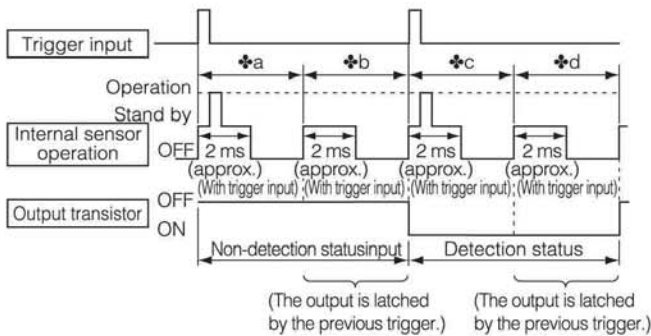 Trigger input
✤a ✤b ✤c ✤d
Operation
Stand by
Internal sensor operation
OFF
2 ms (approx.) (With trigger input)
2 ms (approx.) (With trigger input)
2 ms (approx.) (With trigger input)
2 ms (approx.) (With trigger input)
Output transistor
OFF
ON
Non-detection statusinput
Detection status
(The output is latched by the previous trigger.)
(The output is latched by the previous trigger.)